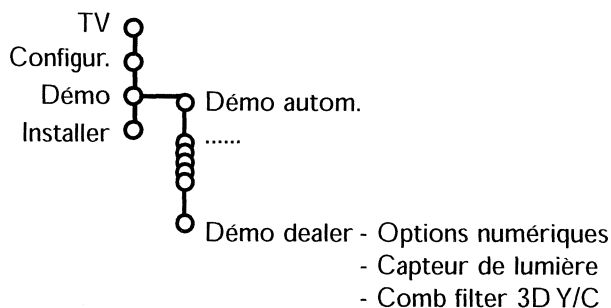 TV
Configur.
Démo
Démo autom.
Installer
......
Démo dealer - Options numériques
- Capteur de lumière
- Comb filter 3D Y/C